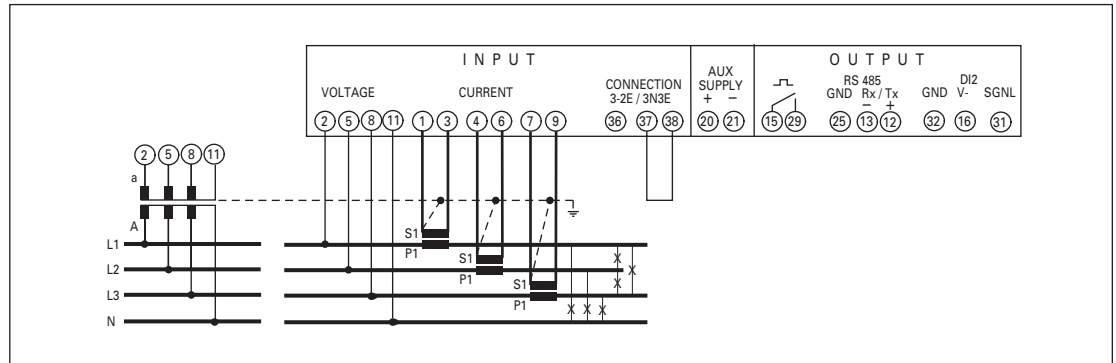 INPUT
OUTPUT
VOLTAGE
CURRENT
CONNECTION
3-2E / 3N3E
AUX
SUPPLY
+ −
RS 485
GND Rx / Tx
− +
DI2
GND V- SGNL
2 5 8 11 1 3 4 6 7 9 36 37 38 20 21 15 29 25 13 12 32 16 31
2 5 8 11
a
A
S1
P1
S1
P1
S1
P1
L1
L2
L3
N
X X
X
X X X